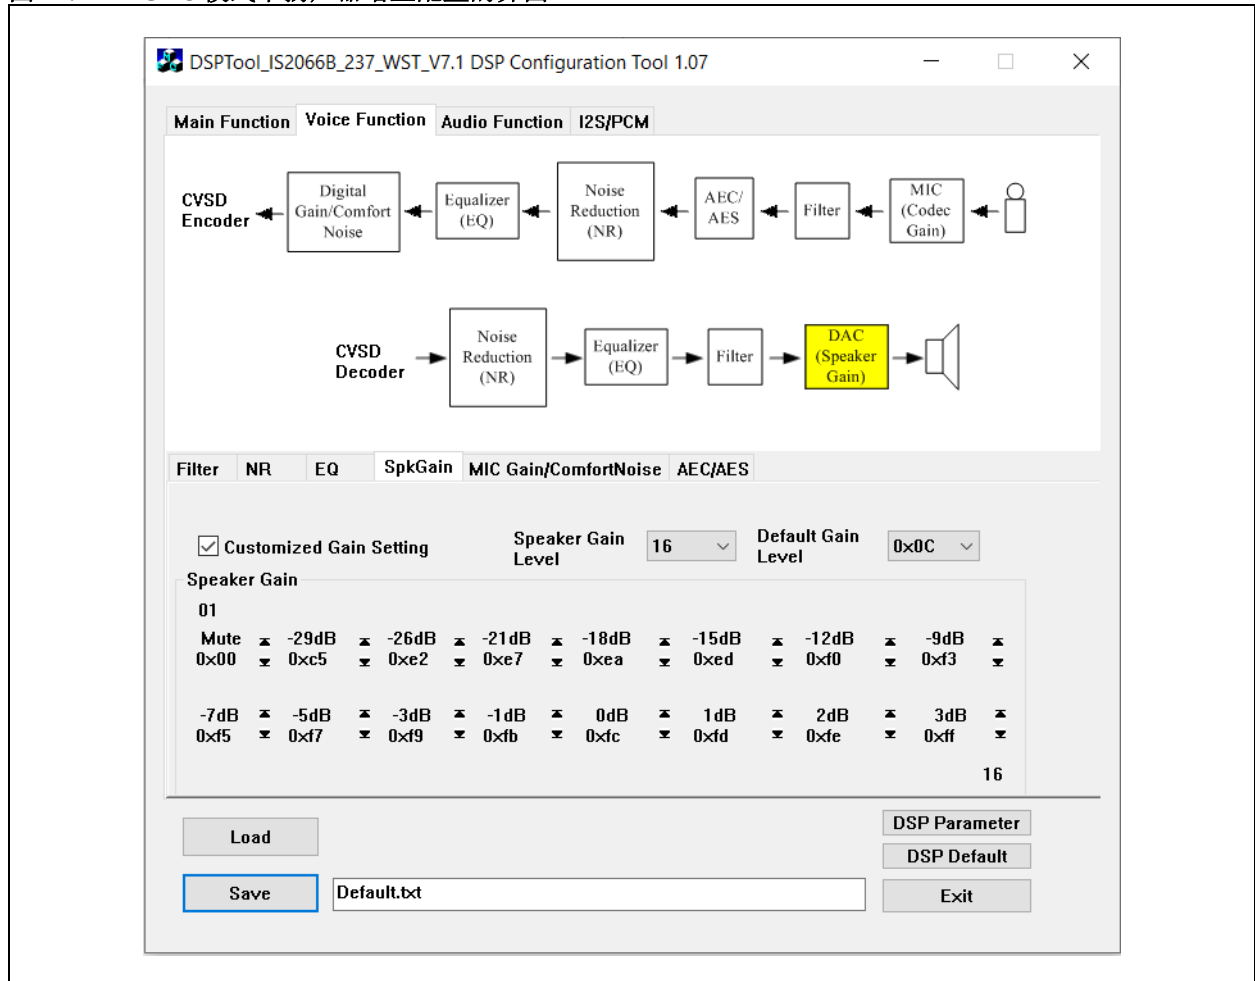 DSPTool_IS2066B_237_WST_V7.1 DSP Configuration Tool 1.07
Main Function Voice Function Audio Function I2S/PCM
CVSD
Encoder
Digital
Gain/Comfort
Noise
Equalizer
(EQ)
Noise
Reduction
(NR)
AEC/
AES
Filter
MIC
(Codec
Gain)
CVSD
Decoder
Noise
Reduction
(NR)
Equalizer
(EQ)
Filter
DAC
(Speaker
Gain)
Filter NR EQ SpkGain MIC Gain/ComfortNoise AEC/AES
Customized Gain Setting
Speaker Gain
Level
16
Default Gain
Level
0x0C
Speaker Gain
01
Mute -29dB -26dB -21dB -18dB -15dB -12dB -9dB
0x00 0xc5 0xe2 0xe7 0xea 0xed 0xf0 0xf3
-7dB -5dB -3dB -1dB 0dB 1dB 2dB 3dB
0xf5 0xf7 0xf9 0xfb 0xfc 0xfd 0xfe 0xff
16
Load
DSP Parameter
DSP Default
Save
Default.txt
Exit